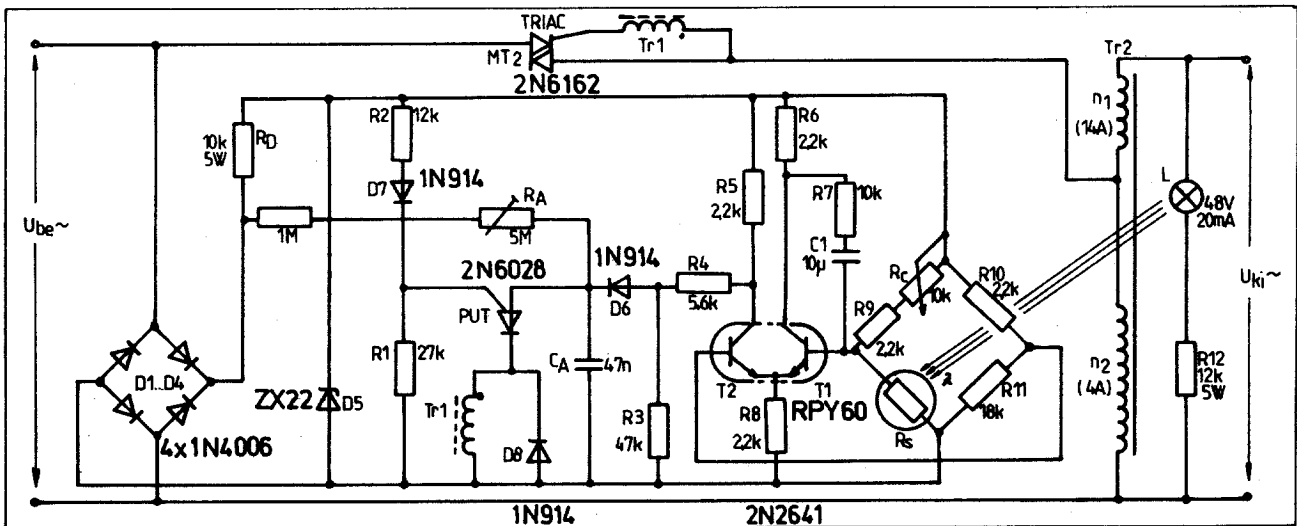 TRIAC
Tr1
MT2
2N6162
Tr2
R2
12k
R6
2,2k
n1
(14A)
10k
5W
RD
D7
1N914
RA
5M
R5
2,2k
R7
10k
L
48V
20mA
Ube~
1M
2N6028
1N914
R4
5.6k
C1
10µ
Rc
10k
R10
2,2k
Uki~
PUT
D6
R9
2,2k
R1
27k
CA
47n
D1...D4
ZX22
D5
T2
T1
λ
R11
18k
n2
(4A)
R12
12k
5W
Tr1
D8
R3
47k
R8
2,2k
RPY60
Rs
4x1N4006
1N914
2N2641